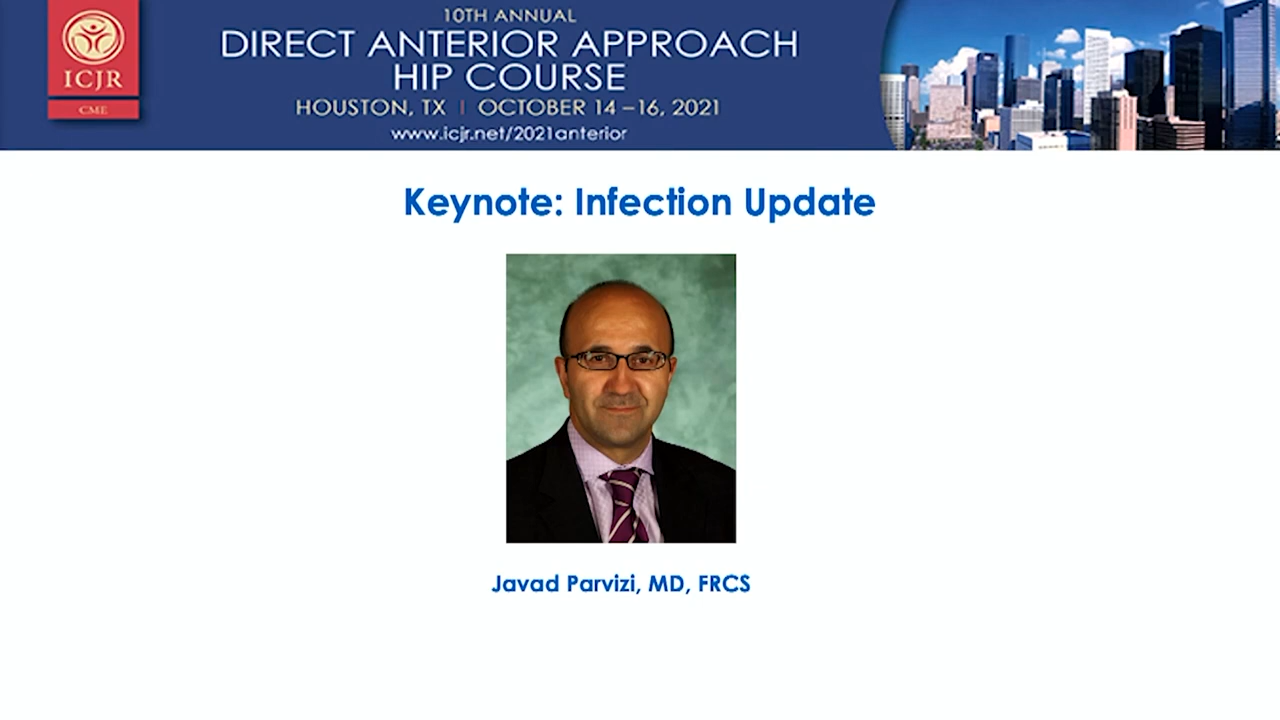 ICJR
CME
10TH ANNUAL
DIRECT ANTERIOR APPROACH
HIP COURSE
HOUSTON, TX | OCTOBER 14 – 16, 2021
www.icjr.net/2021anterior
Keynote: Infection Update
Javad Parvizi, MD, FRCS